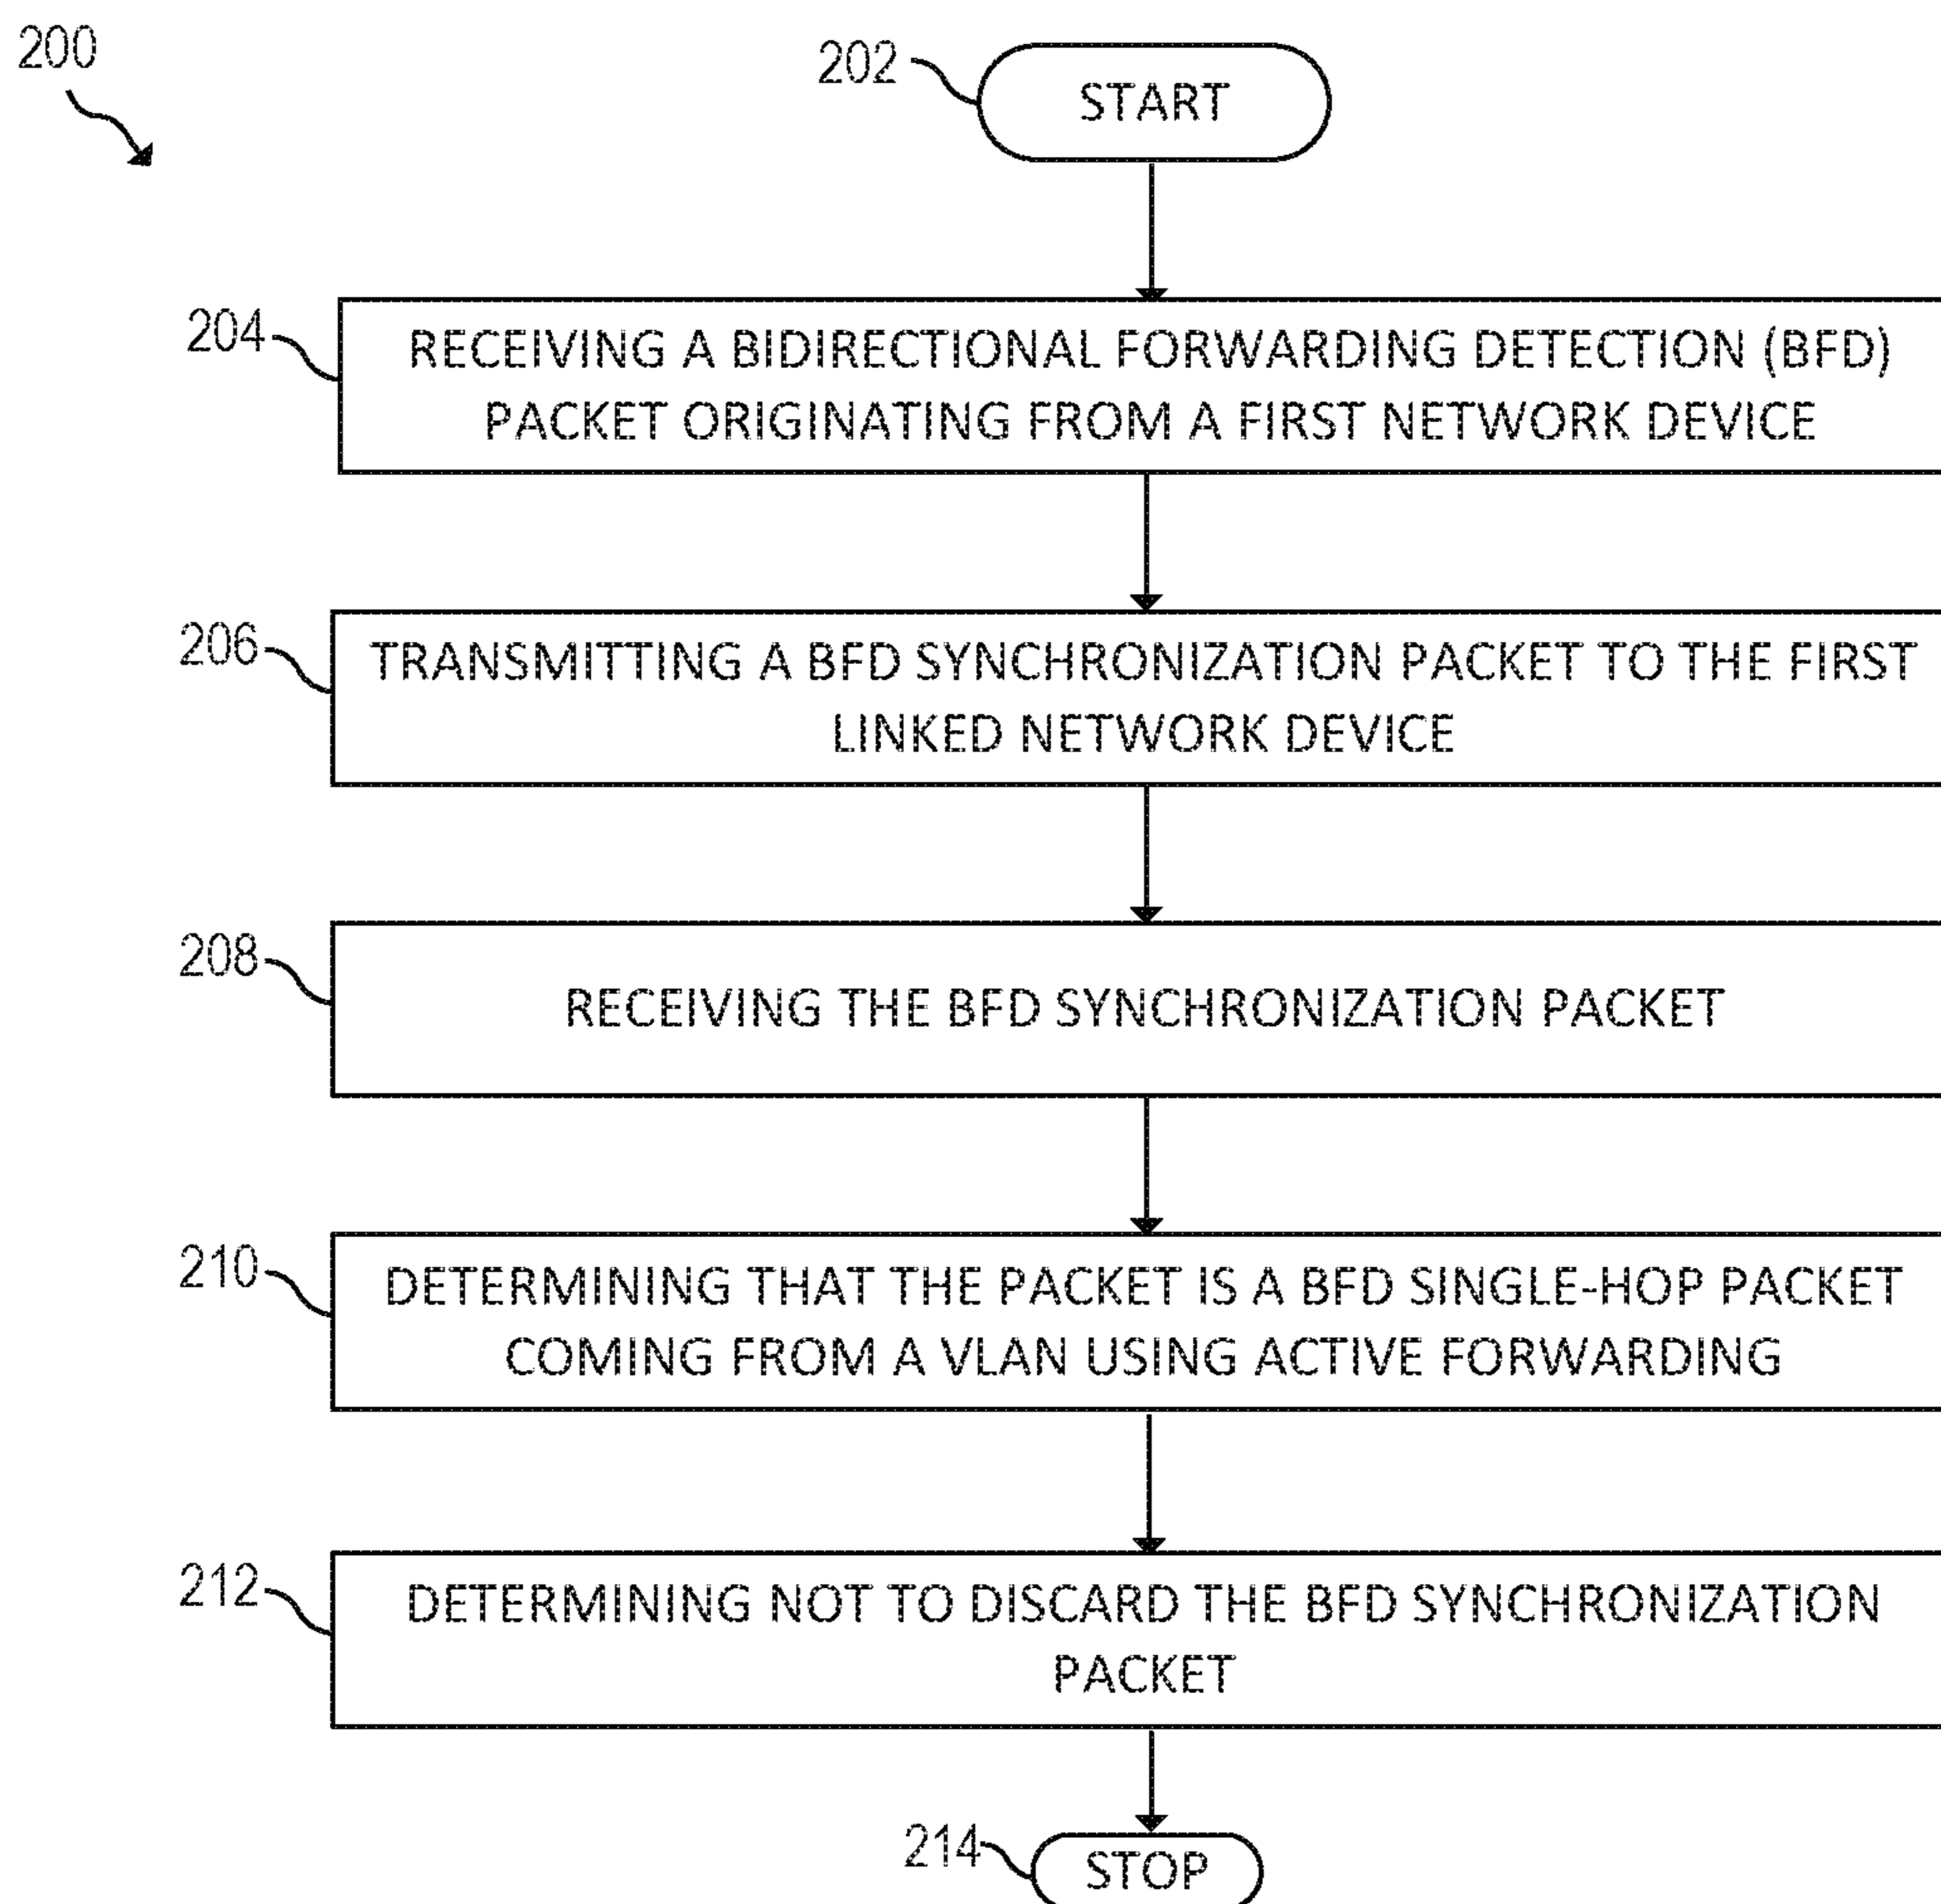 200
202
START
204
RECEIVING A BIDIRECTIONAL FORWARDING DETECTION (BFD)
PACKET ORIGINATING FROM A FIRST NETWORK DEVICE
206
TRANSMITTING A BFD SYNCHRONIZATION PACKET TO THE FIRST
LINKED NETWORK DEVICE
208
RECEIVING THE BFD SYNCHRONIZATION PACKET
210
DETERMINING THAT THE PACKET IS A BFD SINGLE-HOP PACKET
COMING FROM A VLAN USING ACTIVE FORWARDING
212
DETERMINING NOT TO DISCARD THE BFD SYNCHRONIZATION
PACKET
214
STOP